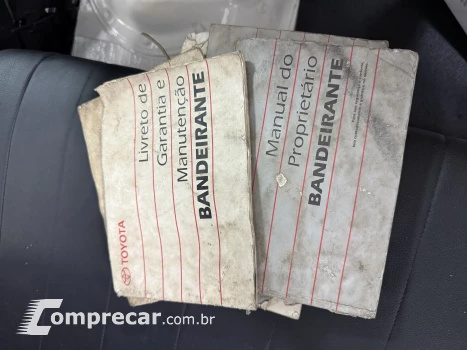 Livreto de
Garantia e
Manutenção
BANDEIRANTE
TOYOTA
Manual do
Proprietário
BANDEIRANTE
Comprecar.com.br